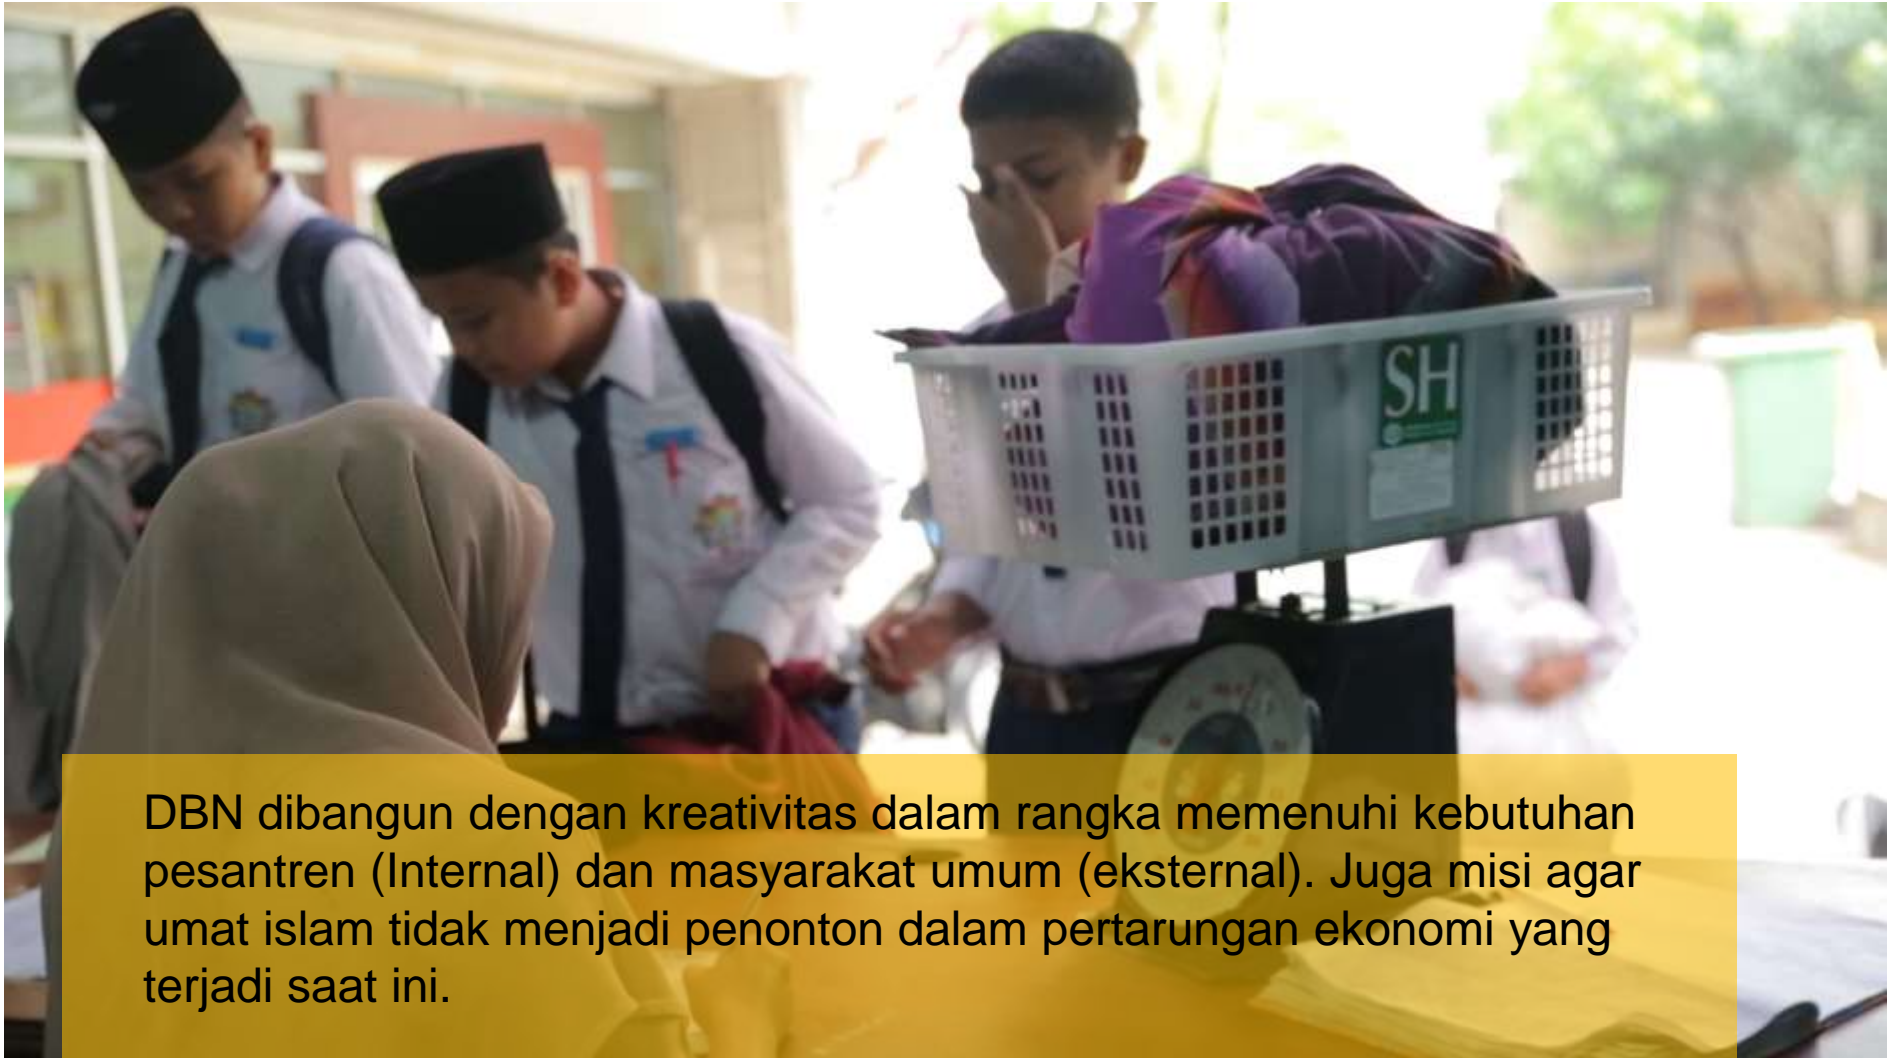 SH
DBN dibangun dengan kreativitas dalam rangka memenuhi kebutuhan
pesantren (Internal) dan masyarakat umum (eksternal). Juga misi agar
umat islam tidak menjadi penonton dalam pertarungan ekonomi yang
terjadi saat ini.